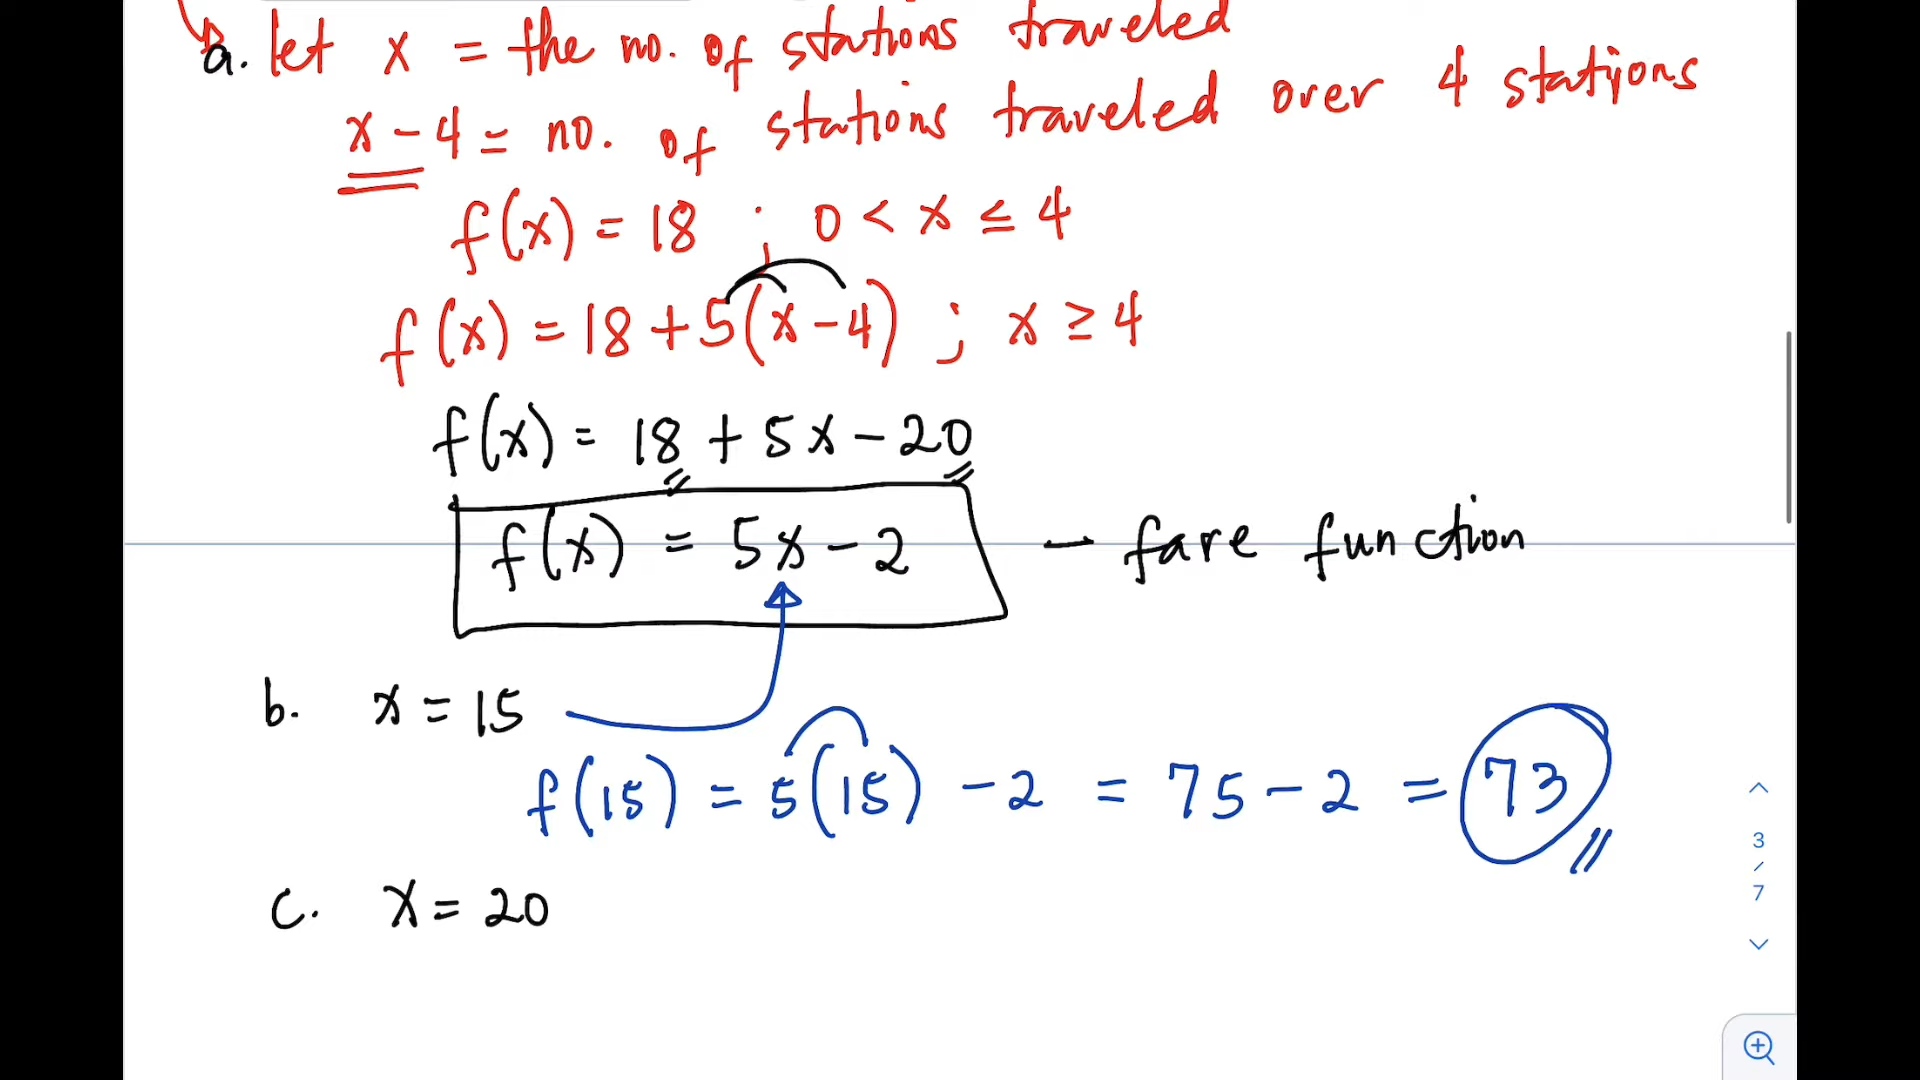 a. let x = the no. of stations traveled
x - 4 = no. of stations traveled over 4 stations
f(x) = 18 ; 0 < x ≤ 4
f(x) = 18 + 5(x - 4) ; x ≥ 4
f(x) = 18 + 5x - 20
f(x) = 5x - 2 — fare function
b. x = 15
f(15) = 5(15) - 2 = 75 - 2 = 73
c. x = 20
3
/
7